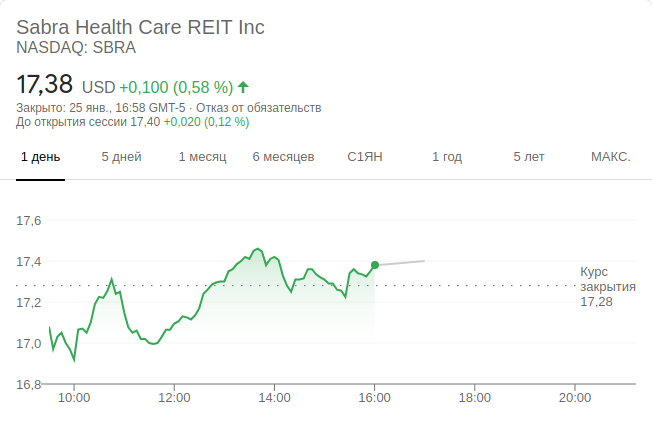 Sabra Health Care REIT Inc
NASDAQ: SBRA
17,38 USD +0,100 (0,58 %)
Закрыто: 25 янв., 16:58 GMT-5 · Отказ от обязательств
До открытия сессии 17,40 +0,020 (0,12 %)
1 день 5 дней 1 месяц 6 месяцев С1ЯН 1 год 5 лет МАКС.
17,6
17,4
17,2
17,0
16,8
Курс
закрытия
17,28
10:00 12:00 14:00 16:00 18:00 20:00